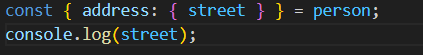 const { address: { street } } = person;
console.log(street);